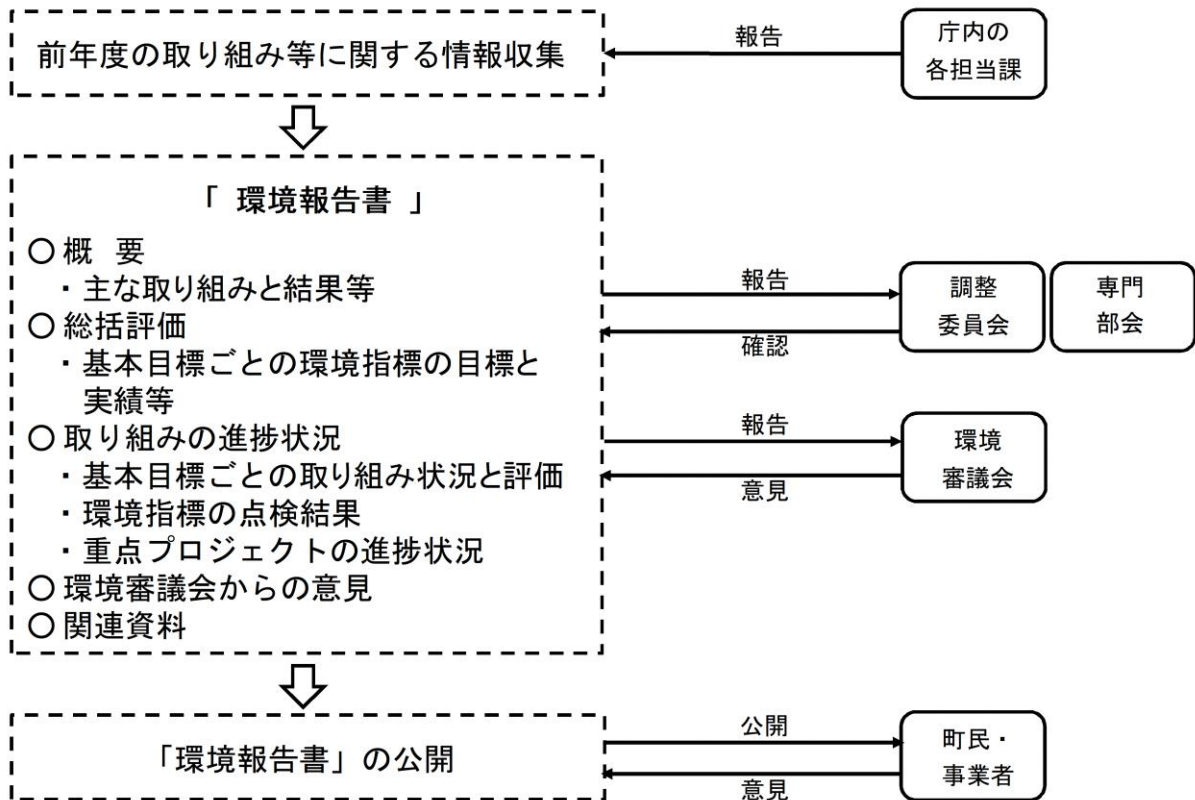 前年度の取り組み等に関する情報収集
報告
庁内の
各担当課
「 環境報告書 」
〇 概 要
・ 主な取り組みと結果等
〇 総括評価
・ 基本目標ごとの環境指標の目標と
実績等
〇 取り組みの進捗状況
・ 基本目標ごとの取り組み状況と評価
・ 環境指標の点検結果
・ 重点プロジェクトの進捗状況
〇 環境審議会からの意見
〇 関連資料
報告
確認
調整
委員会
専門
部会
報告
意見
環境
審議会
「環境報告書」の公開
公開
意見
町民・
事業者